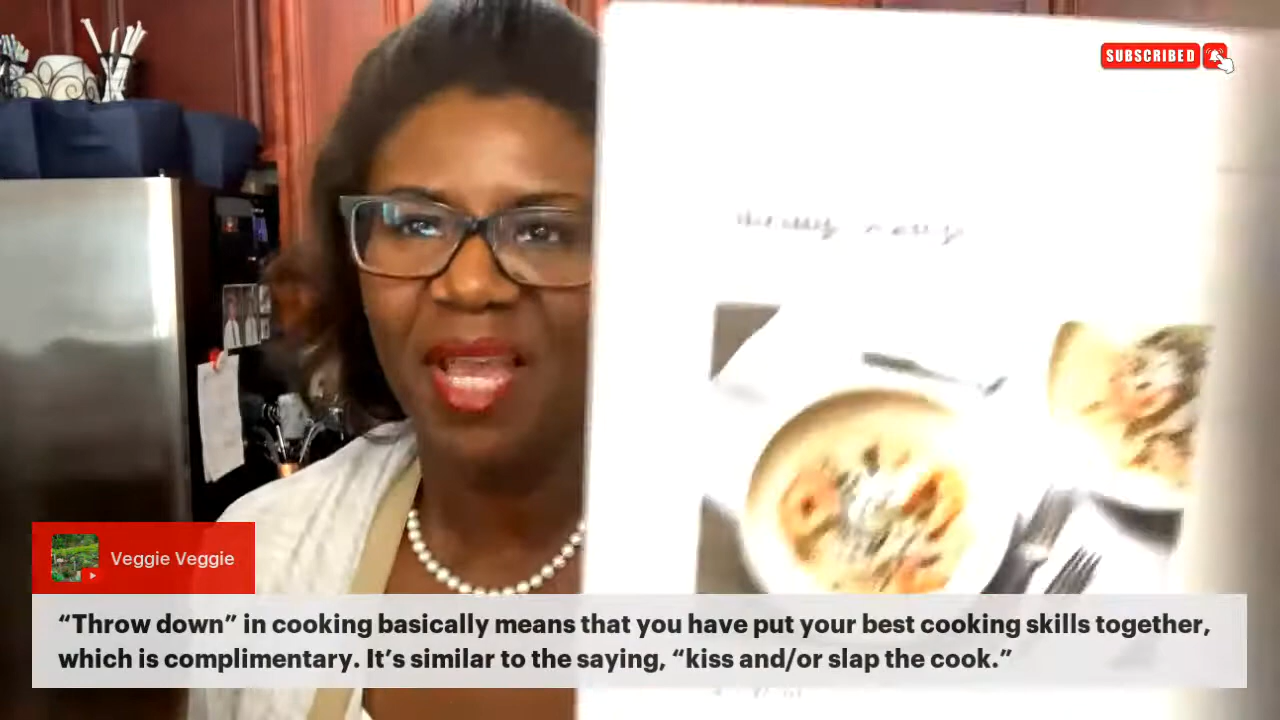 SUBSCRIBED
Veggie Veggie
“Throw down” in cooking basically means that you have put your best cooking skills together,
which is complimentary. It’s similar to the saying, “kiss and/or slap the cook.”